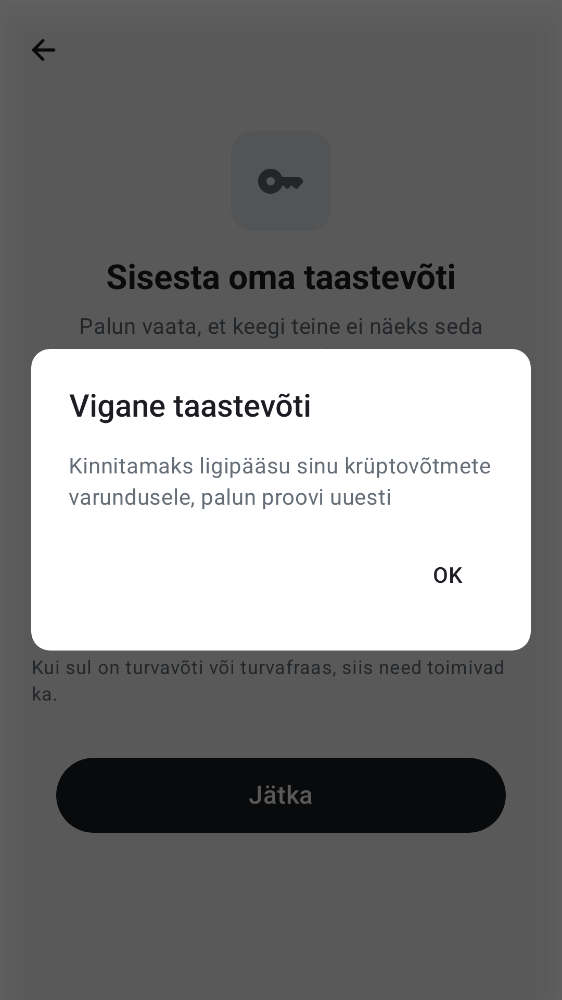 Sisesta oma taastevõti
Palun vaata, et keegi teine ei näeks seda
Vigane taastevõti
Kinnitamaks ligipääsu sinu krüptovõtmete
varundusele, palun proovi uuesti
OK
Kui sul on turvavõti või turvafraas, siis need toimivad
ka.
Jätka